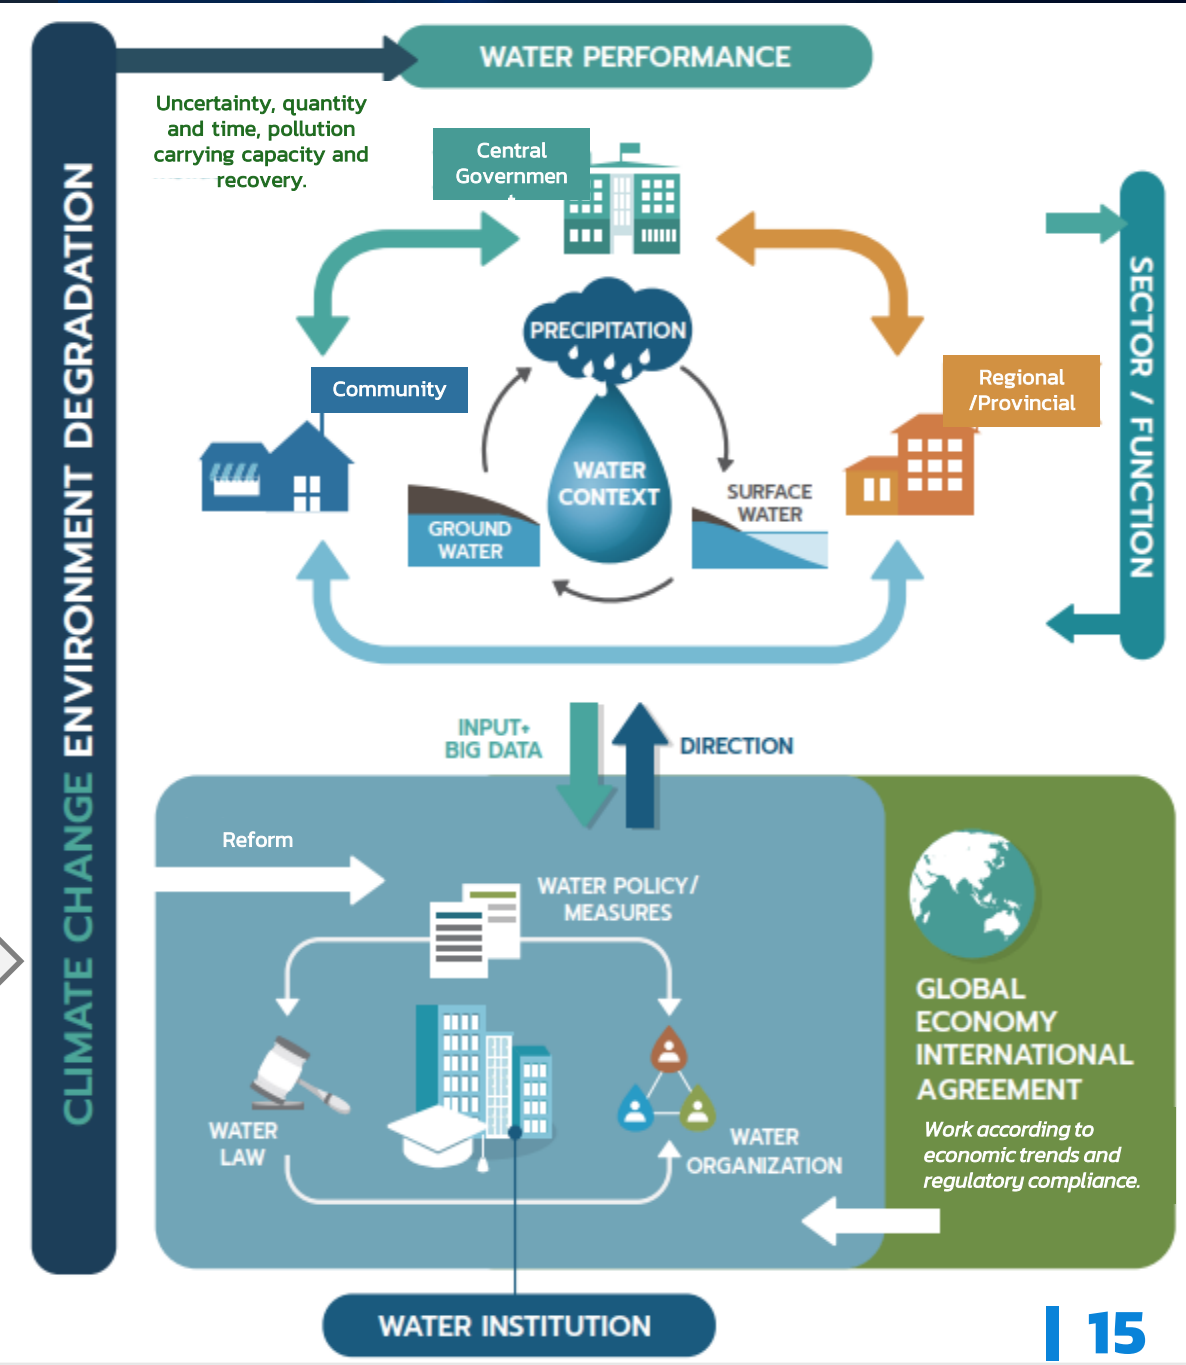 WATER PERFORMANCE
Uncertainty, quantity
and time, pollution
carrying capacity and
recovery.
CLIMATE CHANGE ENVIRONMENT DEGRADATION
Central
Governmen
t
SECTOR / FUNCTION
PRECIPITATION
Community
Regional
/Provincial
WATER
CONTEXT
SURFACE
WATER
GROUND
WATER
INPUT+
BIG DATA
DIRECTION
Reform
WATER POLICY/
MEASURES
GLOBAL
ECONOMY
INTERNATIONAL
AGREEMENT
Work according to
economic trends and
regulatory compliance.
WATER
LAW
WATER
ORGANIZATION
WATER INSTITUTION
15